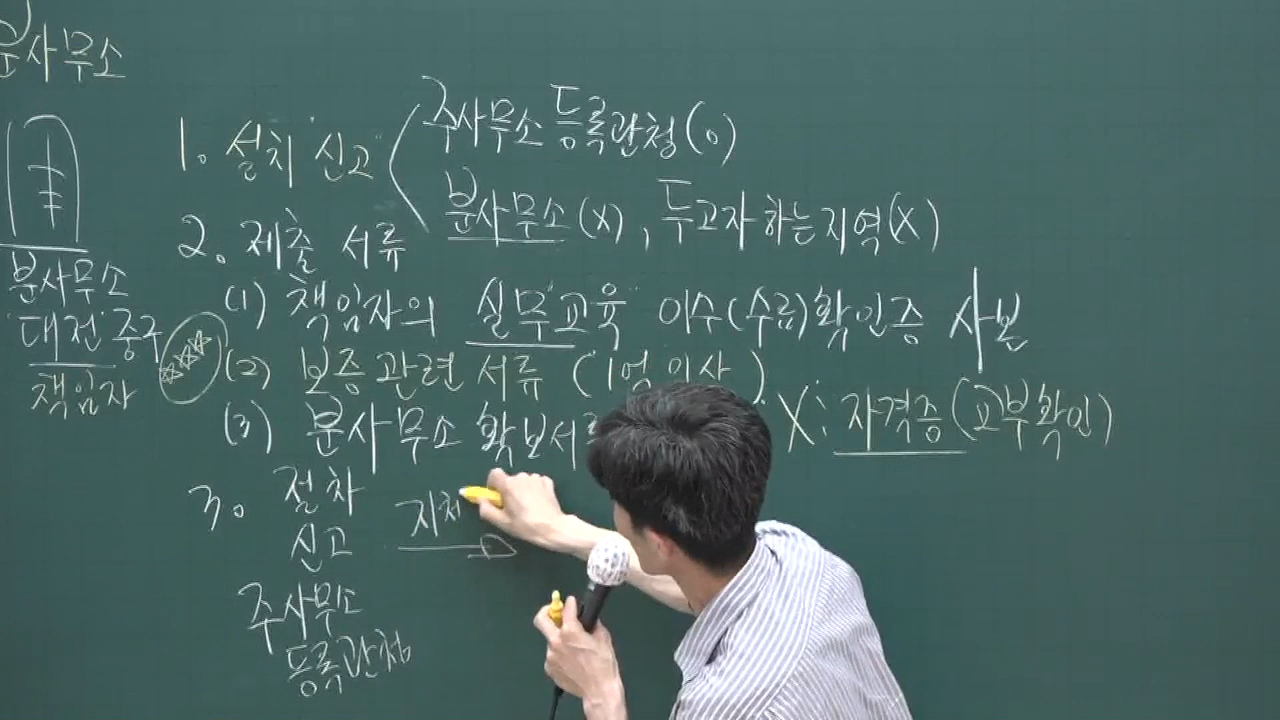 분사무소
분사무소
"대전" 중구
책임자
1. 설치 "신고"
주사무소 등록관청(O)
분사무소(X), 두고자 하는 지역(X)
2. 제출 서류
(1) 책임자의 실무"교육" 이수(수료)확인증 사본
(2) 보증관련 서류 (1억 이상)
(3) 분사무소 확보서류
X: 자격증(교부확인)
3. 절차
신고
지체
주사무소
등록관청